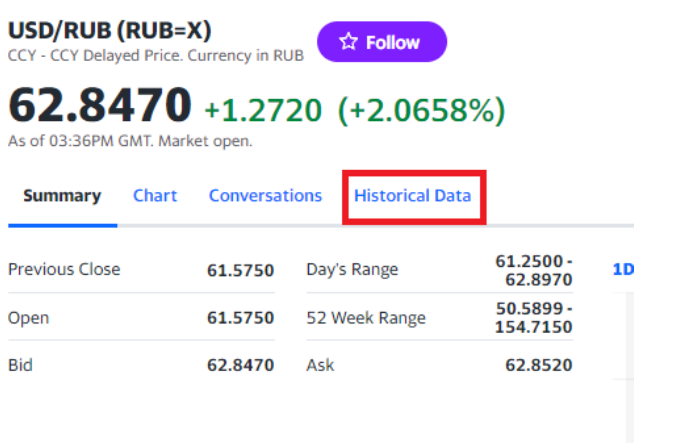 USD/RUB (RUB=X)
CCY - CCY Delayed Price. Currency in RUB
Follow
62.8470 +1.2720 (+2.0658%)
As of 03:36PM GMT. Market open.
Summary Chart Conversations Historical Data
Previous Close 61.5750 Day's Range 61.2500 -
62.8970
1D
Open 61.5750 52 Week Range 50.5899 -
154.7150
Bid 62.8470 Ask 62.8520